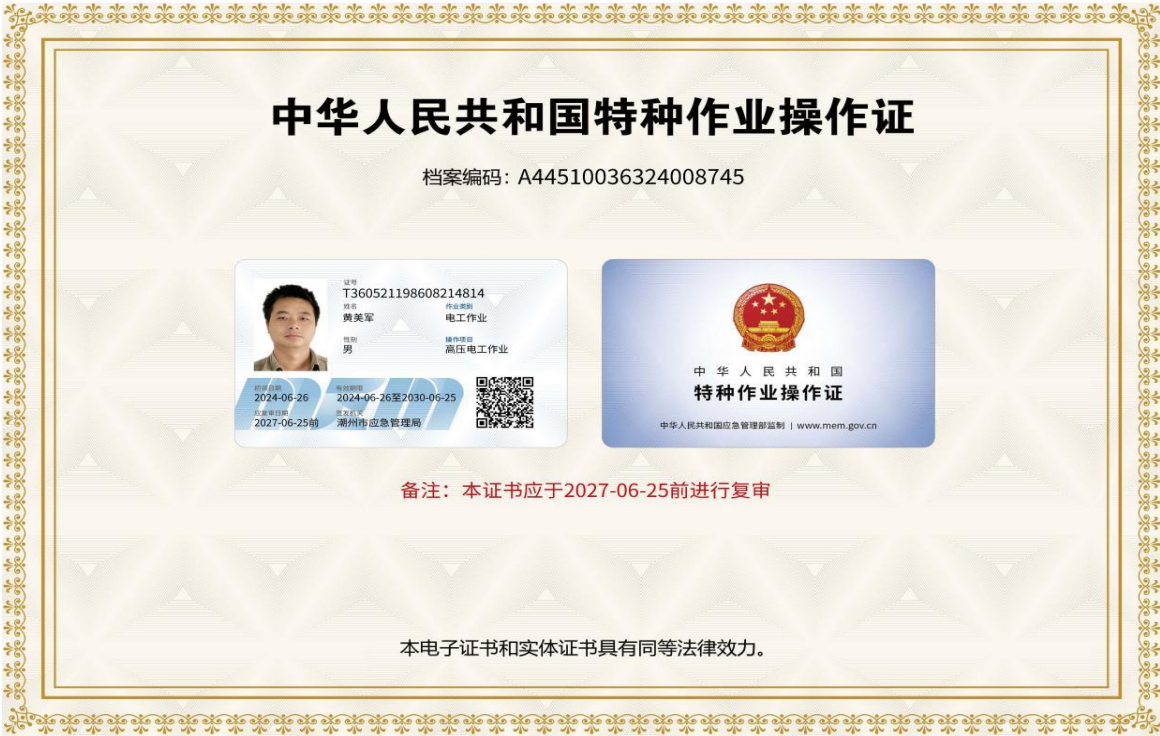 中华人民共和国特种作业操作证
档案编码：A44510036324008745
证号
T360521198608214814
姓名 作业类别
黄美军 电工作业
性别 操作项目
男 高压电工作业
初领日期 有效期限
2024-06-26 2024-06-26至2030-06-25
应复审日期 签发机关
2027-06-25前 潮州市应急管理局
中华人民共和国
特种作业操作证
中华人民共和国应急管理部监制 | www.mem.gov.cn
备注：本证书应于2027-06-25前进行复审
本电子证书和实体证书具有同等法律效力。